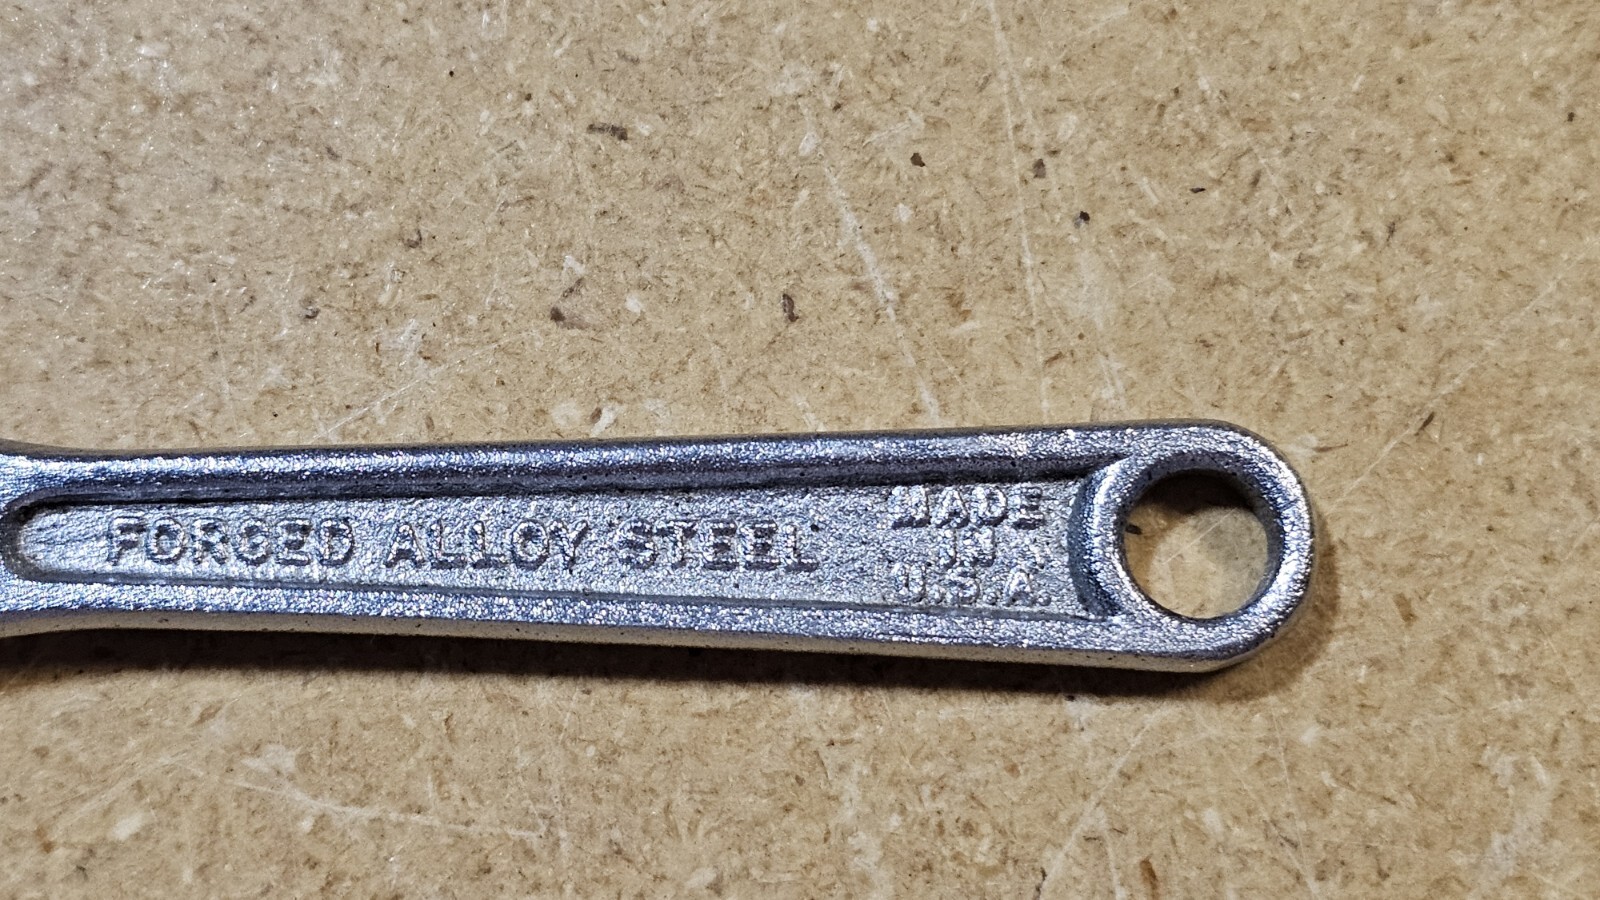 FORGED ALLOY STEEL
MADE
IN
U.S.A.